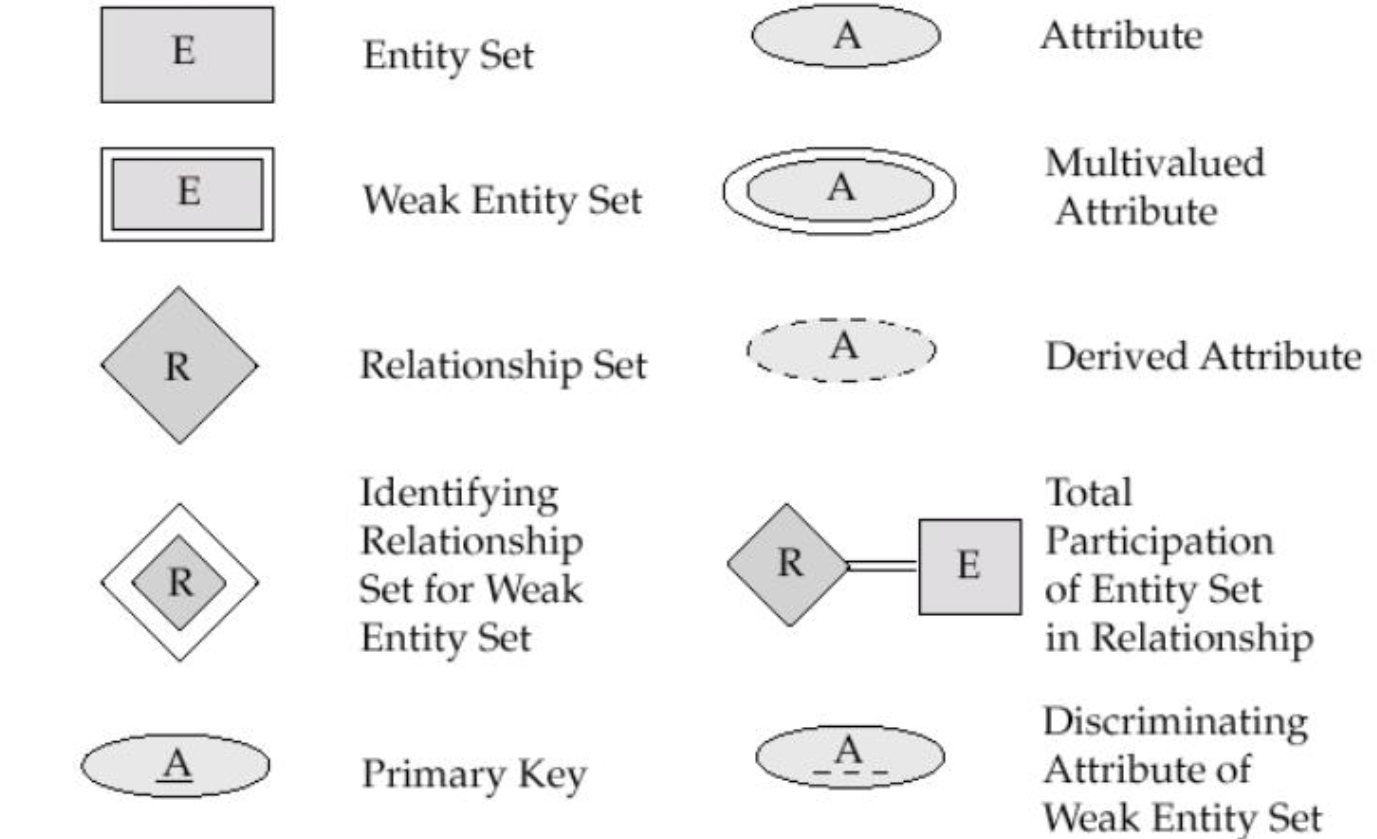 E
Entity Set
A
Attribute
E
Weak Entity Set
A
Multivalued
Attribute
R
Relationship Set
A
Derived Attribute
R
Identifying
Relationship
Set for Weak
Entity Set
R
E
Total
Participation
of Entity Set
in Relationship
A
Primary Key
A
Discriminating
Attribute of
Weak Entity Set